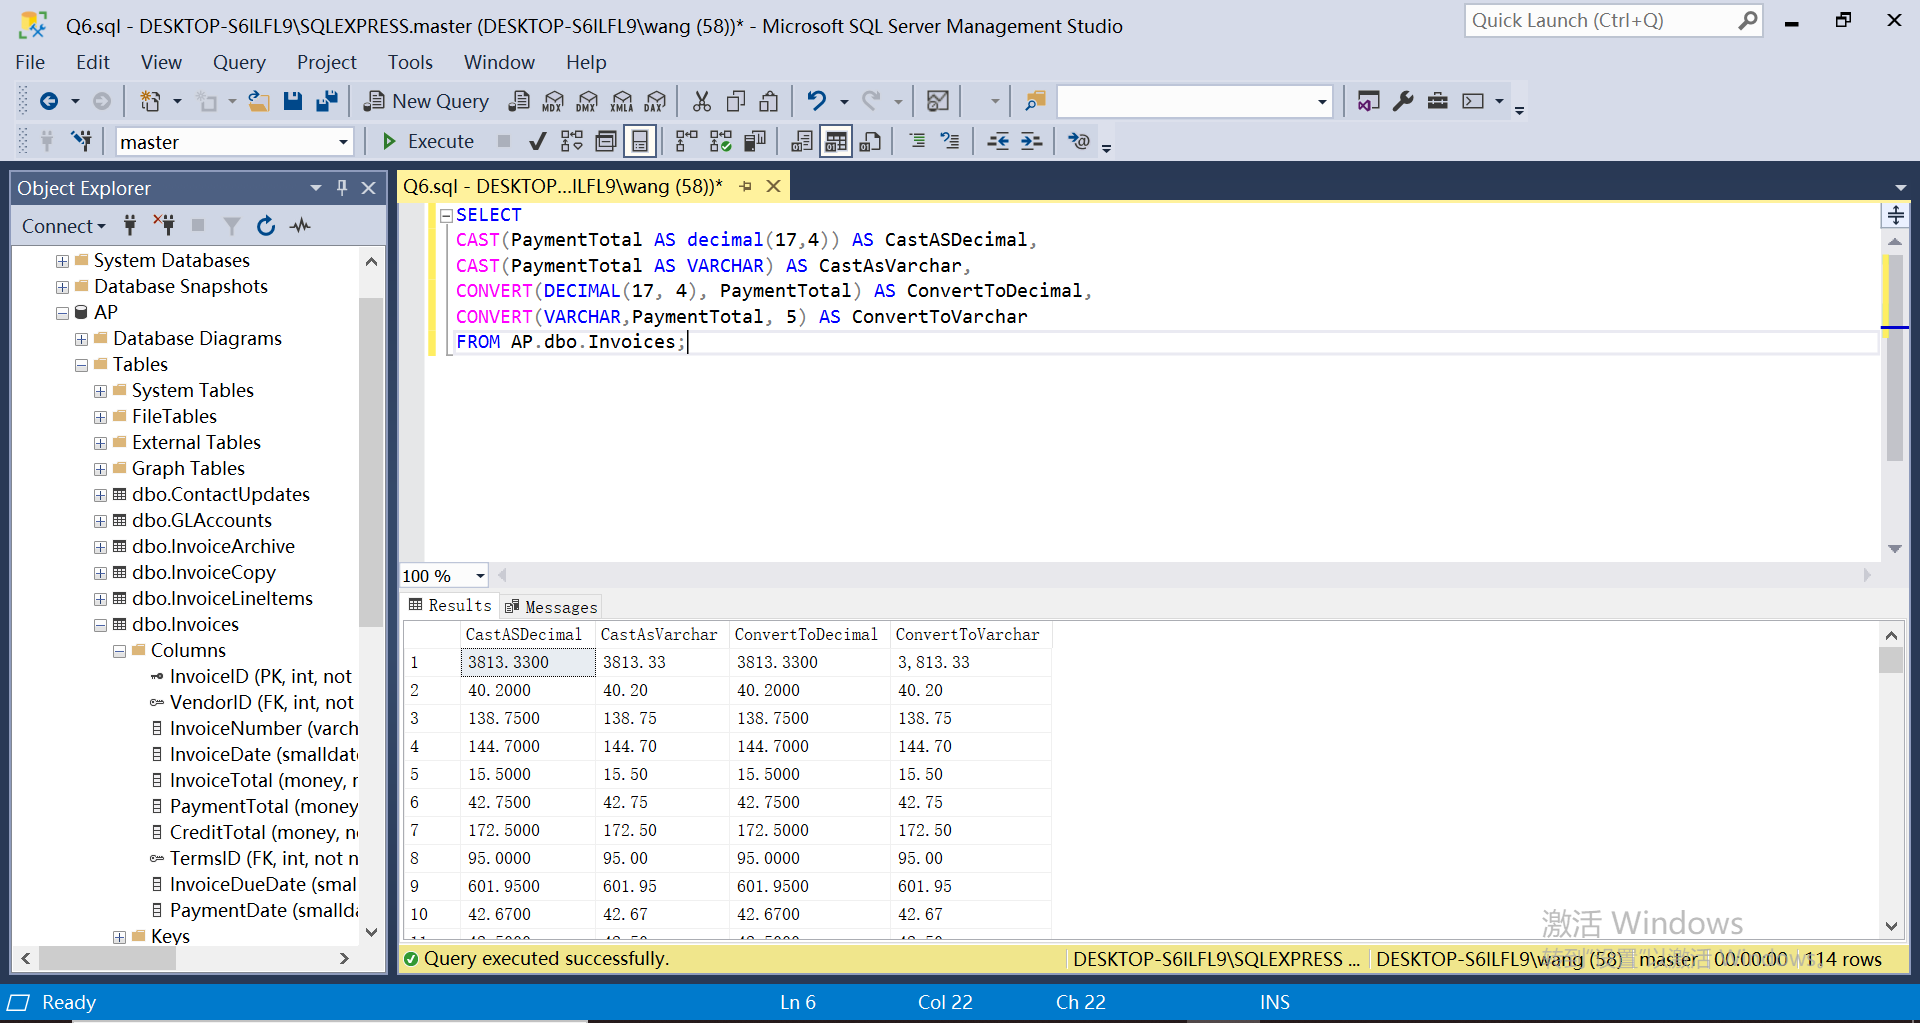 Q6.sql - DESKTOP-S6ILFL9\SQLEXPRESS.master (DESKTOP-S6ILFL9\wang (58))* - Microsoft SQL Server Management Studio
Quick Launch (Ctrl+Q)
File Edit View Query Project Tools Window Help
New Query MDX DMX XMLA DAX
master Execute
Object Explorer
Connect
System Databases
Database Snapshots
AP
Database Diagrams
Tables
System Tables
FileTables
External Tables
Graph Tables
dbo.ContactUpdates
dbo.GLAccounts
dbo.InvoiceArchive
dbo.InvoiceCopy
dbo.InvoiceLineItems
dbo.Invoices
Columns
InvoiceID (PK, int, not
VendorID (FK, int, not
InvoiceNumber (varch
InvoiceDate (smalldat
InvoiceTotal (money, r
PaymentTotal (money
CreditTotal (money, n
TermsID (FK, int, not n
InvoiceDueDate (smal
PaymentDate (smallda
Keys
Q6.sql - DESKTOP...ILFL9\wang (58))*
SELECT
CAST(PaymentTotal AS decimal(17,4)) AS CastASDecimal,
CAST(PaymentTotal AS VARCHAR) AS CastAsVarchar,
CONVERT(DECIMAL(17, 4), PaymentTotal) AS ConvertToDecimal,
CONVERT(VARCHAR,PaymentTotal, 5) AS ConvertToVarchar
FROM AP.dbo.Invoices;
100 %
Results Messages
CastASDecimal CastAsVarchar ConvertToDecimal ConvertToVarchar
1 3813.3300 3813.33 3813.3300 3,813.33
2 40.2000 40.20 40.2000 40.20
3 138.7500 138.75 138.7500 138.75
4 144.7000 144.70 144.7000 144.70
5 15.5000 15.50 15.5000 15.50
6 42.7500 42.75 42.7500 42.75
7 172.5000 172.50 172.5000 172.50
8 95.0000 95.00 95.0000 95.00
9 601.9500 601.95 601.9500 601.95
10 42.6700 42.67 42.6700 42.67
激活 Windows
转到"设置"以激活 Windows。
Query executed successfully. DESKTOP-S6ILFL9\SQLEXPRESS ... DESKTOP-S6ILFL9\wang (58) master 00:00:00 114 rows
Ready Ln 6 Col 22 Ch 22 INS